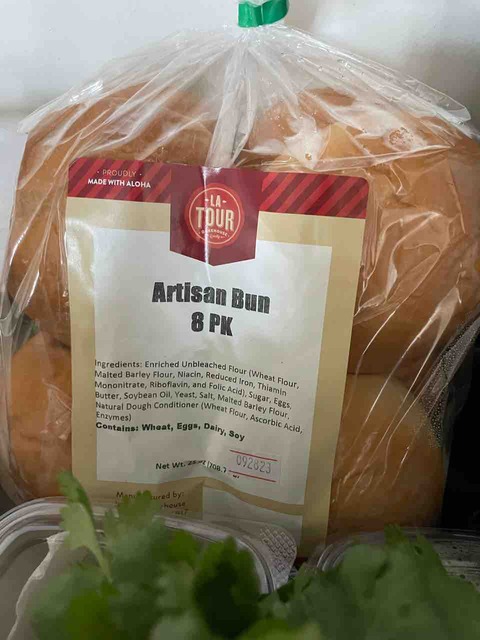 PROUDLY
MADE WITH ALOHA
LA
TOUR
BAKEHOUSE
Artisan Bun
8 PK
Ingredients: Enriched Unbleached Flour (Wheat Flour,
Malted Barley Flour, Niacin, Reduced Iron, Thiamin
Mononitrate, Riboflavin, and Folic Acid), Sugar, Eggs,
Butter, Soybean Oil, Yeast, Salt, Malted Barley Flour,
Natural Dough Conditioner (Wheat Flour, Ascorbic Acid,
Enzymes)
Contains: Wheat, Eggs, Dairy, Soy
Net Wt.
092823